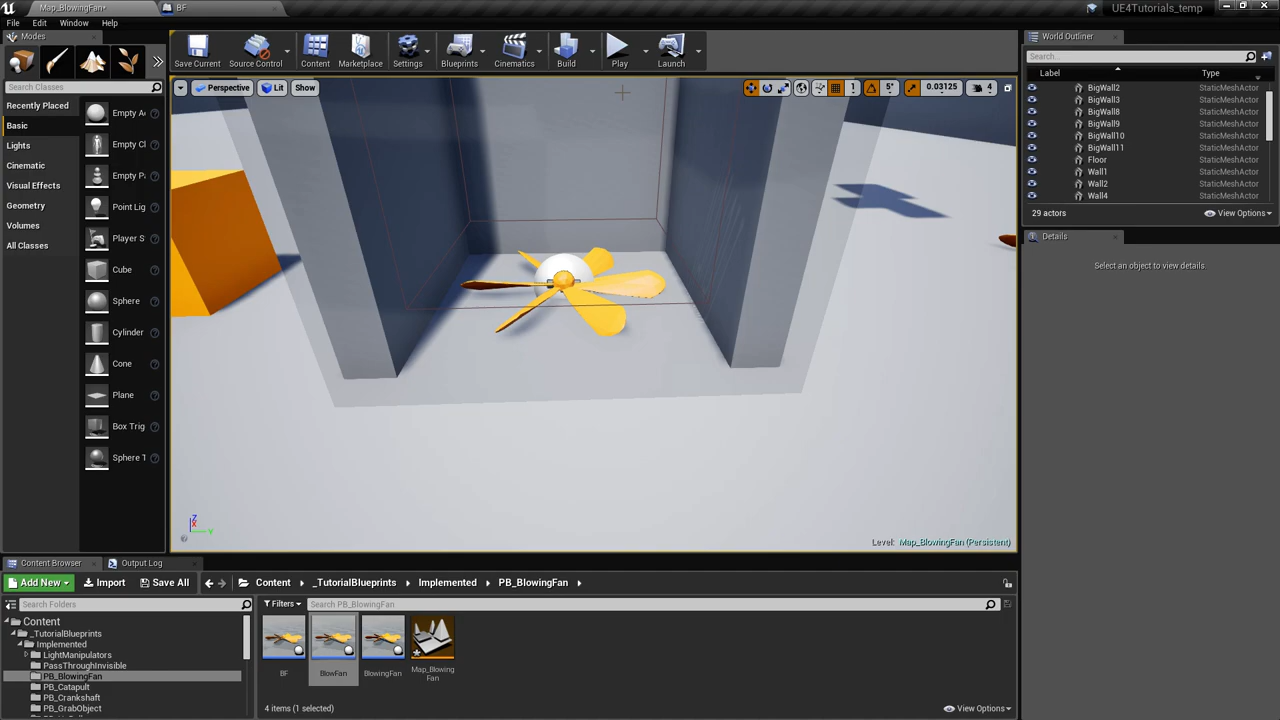 Map_BlowingFan*
BF
UE4Tutorials_temp
File Edit Window Help
Modes
Search Classes
Recently Placed
Basic
Lights
Cinematic
Visual Effects
Geometry
Volumes
All Classes
Empty A
Empty C
Empty P
Point Lig
Player S
Cube
Sphere
Cylinder
Cone
Plane
Box Trig
Sphere T
Save Current
Source Control
Content
Marketplace
Settings
Blueprints
Cinematics
Build
Play
Launch
Perspective
Lit
Show
1
5°
0.03125
4
Z
X
Y
Level: Map_BlowingFan (Persistent)
World Outliner
Search...
Label Type
BigWall2 StaticMeshActor
BigWall3 StaticMeshActor
BigWall8 StaticMeshActor
BigWall9 StaticMeshActor
BigWall10 StaticMeshActor
BigWall11 StaticMeshActor
Floor StaticMeshActor
Wall1 StaticMeshActor
Wall2 StaticMeshActor
Wall4 StaticMeshActor
29 actors View Options
Details
Select an object to view details
Content Browser
Output Log
Add New Import Save All Content _TutorialBlueprints Implemented PB_BlowingFan
Search Folders
Content
_TutorialBlueprints
Implemented
LightManipulators
PassThroughInvisible
PB_BlowingFan
PB_Catapult
PB_Crankshaft
PB_GrabObject
Filters Search PB_BlowingFan
BF
BlowFan
BlowingFan
Map_Blowing
Fan
4 items (1 selected) View Options